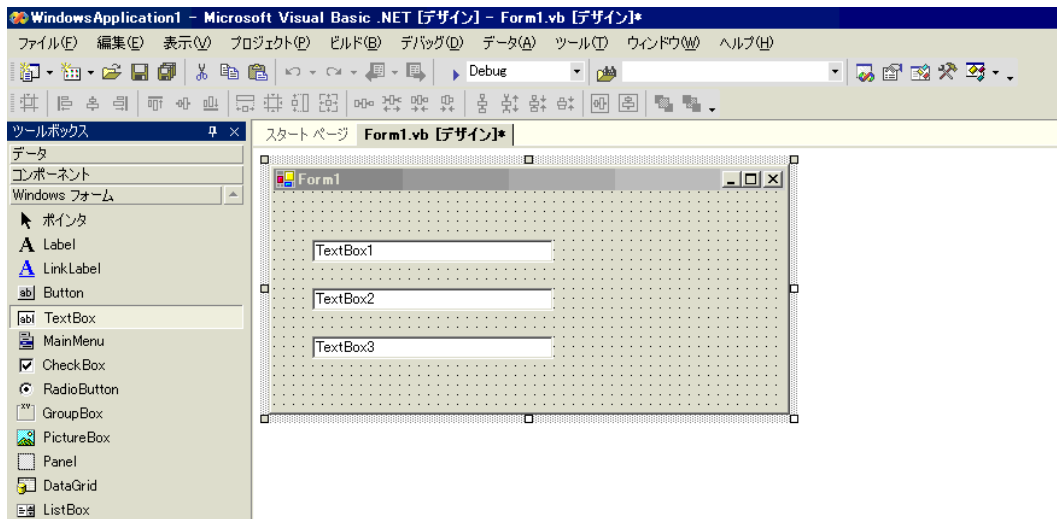 WindowsApplication1 - Microsoft Visual Basic .NET [デザイン] - Form1.vb [デザイン]*
ファイル(F) 編集(E) 表示(V) プロジェクト(P) ビルド(B) デバッグ(D) データ(A) ツール(T) ウィンドウ(W) ヘルプ(H)
Debug
ツールボックス
スタート ページ Form1.vb [デザイン]*
データ
コンポーネント
Windows フォーム
ポインタ
A Label
A LinkLabel
ab Button
abl TextBox
MainMenu
CheckBox
RadioButton
XY GroupBox
PictureBox
Panel
DataGrid
ListBox
Form1
TextBox1
TextBox2
TextBox3